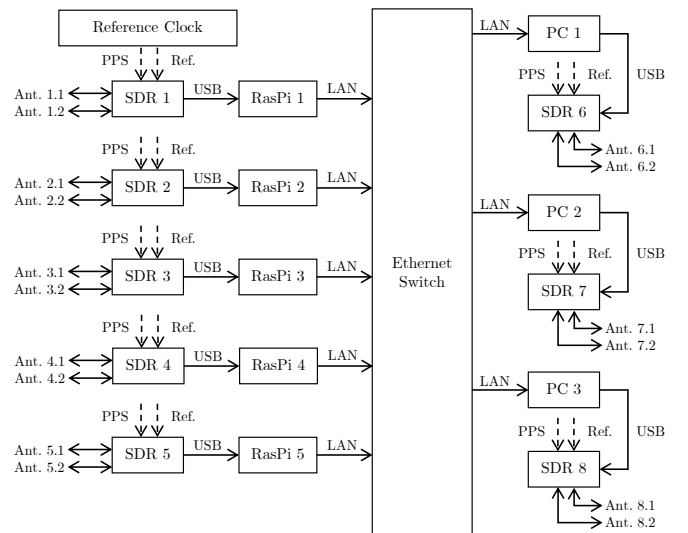 Reference Clock
PPS Ref.
Ant. 1.1
Ant. 1.2
SDR 1
USB
RasPi 1
LAN
PPS Ref.
Ant. 2.1
Ant. 2.2
SDR 2
USB
RasPi 2
LAN
PPS Ref.
Ant. 3.1
Ant. 3.2
SDR 3
USB
RasPi 3
LAN
PPS Ref.
Ant. 4.1
Ant. 4.2
SDR 4
USB
RasPi 4
LAN
PPS Ref.
Ant. 5.1
Ant. 5.2
SDR 5
USB
RasPi 5
LAN
Ethernet
Switch
LAN
PC 1
PPS Ref.
USB
SDR 6
Ant. 6.1
Ant. 6.2
LAN
PC 2
PPS Ref.
USB
SDR 7
Ant. 7.1
Ant. 7.2
LAN
PC 3
PPS Ref.
USB
SDR 8
Ant. 8.1
Ant. 8.2